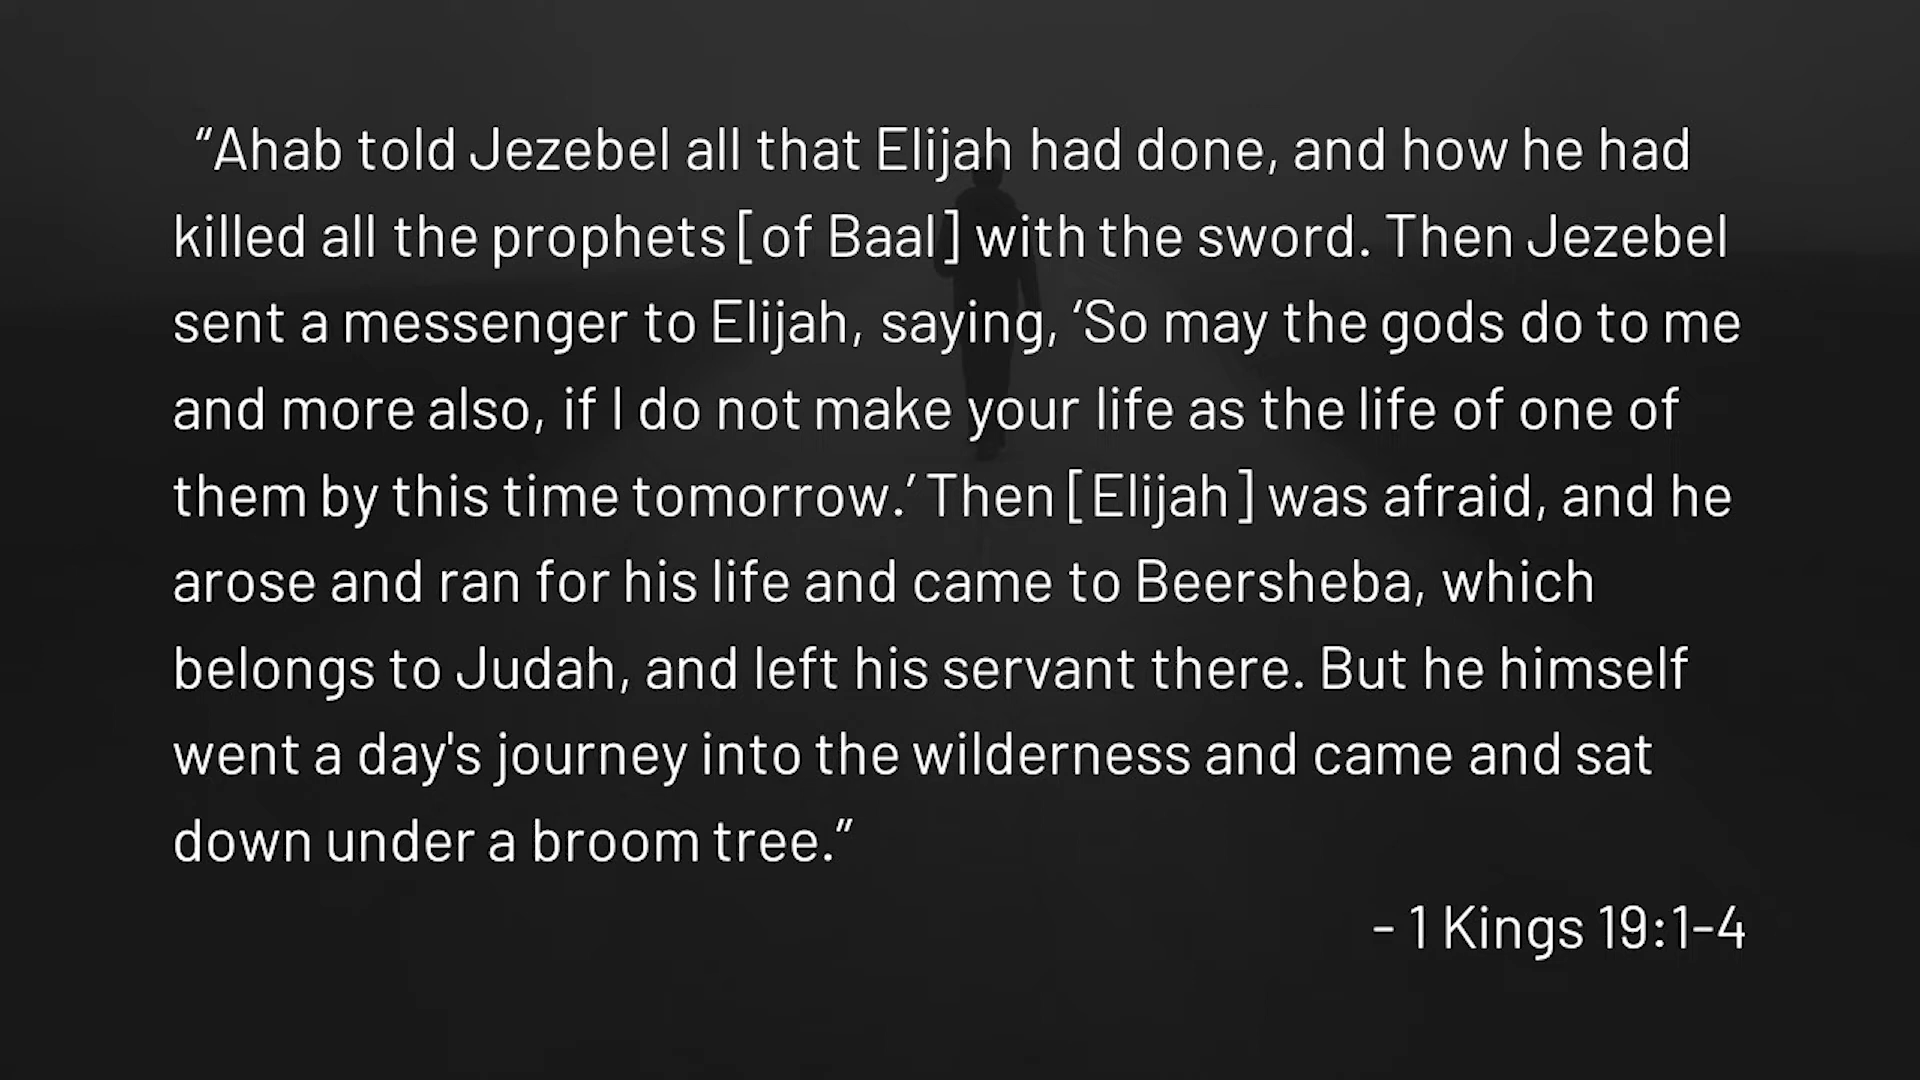 “Ahab told Jezebel all that Elijah had done, and how he had
killed all the prophets [of Baal] with the sword. Then Jezebel
sent a messenger to Elijah, saying, ‘So may the gods do to me
and more also, if I do not make your life as the life of one of
them by this time tomorrow.’ Then [Elijah] was afraid, and he
arose and ran for his life and came to Beersheba, which
belongs to Judah, and left his servant there. But he himself
went a day's journey into the wilderness and came and sat
down under a broom tree.”
- 1 Kings 19:1-4